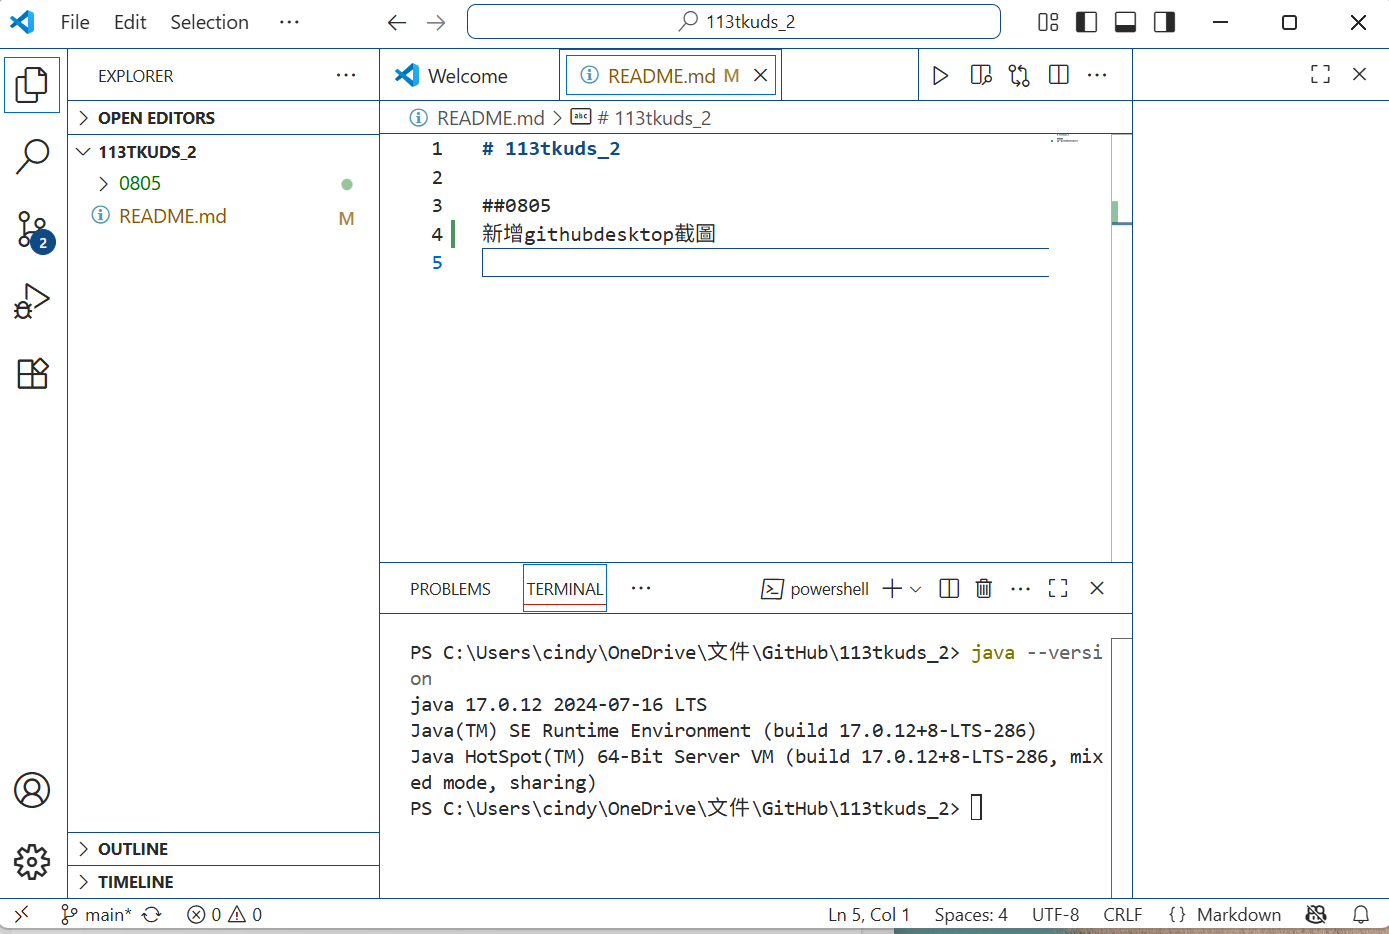 File Edit Selection ··· 113tkuds_2
EXPLORER ···
Welcome README.md M
OPEN EDITORS
README.md > # 113tkuds_2
113TKUDS_2
0805
README.md M
1 # 113tkuds_2
2
3 ##0805
4 新增githubdesktop截圖
5
2
PROBLEMS TERMINAL ··· powershell
PS C:\Users\cindy\OneDrive\文件\GitHub\113tkuds_2> java --versi
on
java 17.0.12 2024-07-16 LTS
Java(TM) SE Runtime Environment (build 17.0.12+8-LTS-286)
Java HotSpot(TM) 64-Bit Server VM (build 17.0.12+8-LTS-286, mix
ed mode, sharing)
PS C:\Users\cindy\OneDrive\文件\GitHub\113tkuds_2>
OUTLINE
TIMELINE
main* 0 0 Ln 5, Col 1 Spaces: 4 UTF-8 CRLF {} Markdown